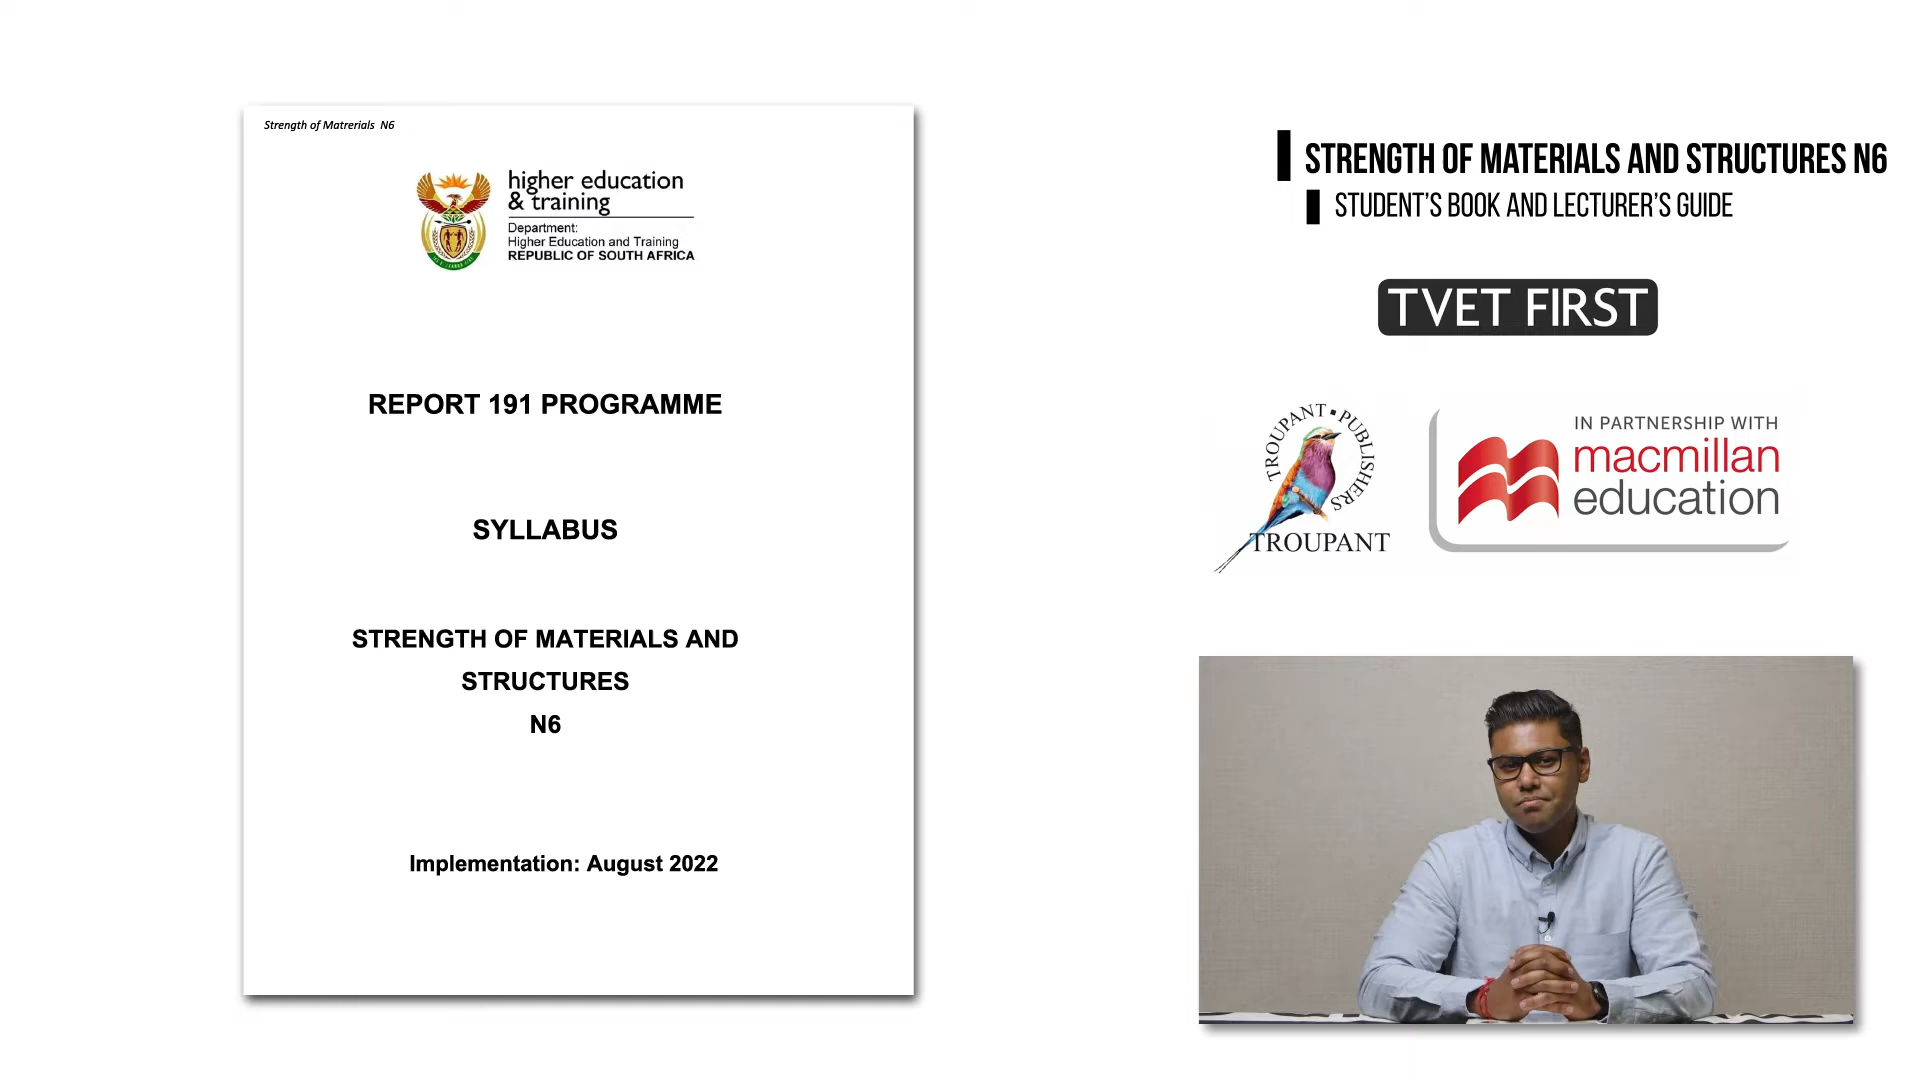 Strength of Matrerials N6
higher education
& training
Department:
Higher Education and Training
REPUBLIC OF SOUTH AFRICA
REPORT 191 PROGRAMME
SYLLABUS
STRENGTH OF MATERIALS AND
STRUCTURES
N6
Implementation: August 2022
STRENGTH OF MATERIALS AND STRUCTURES N6
STUDENT'S BOOK AND LECTURER'S GUIDE
TVET FIRST
TROUPANT PUBLISHERS
TROUPANT
IN PARTNERSHIP WITH
macmillan
education